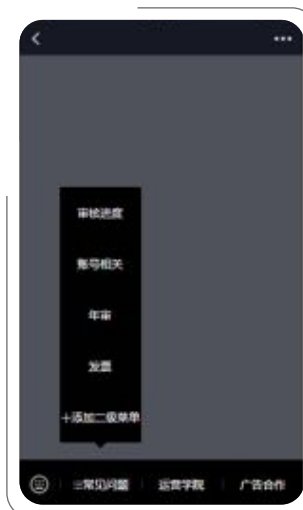 审核进度
账号相关
年审
发票
+添加二级菜单
≡常见问题 运营学院 广告合作